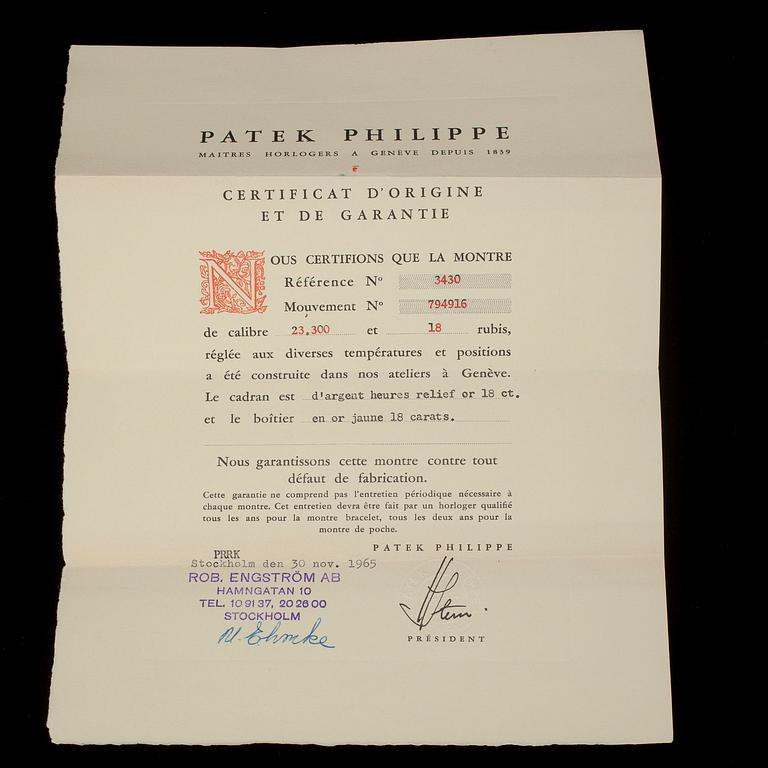 PATEK PHILIPPE
MAITRES HORLOGERS A GENÈVE DEPUIS 1839
CERTIFICAT D'ORIGINE
ET DE GARANTIE
NOUS CERTIFIONS QUE LA MONTRE
Référence No 3430
Mouvement No 794916
de calibre 23.300 et 18 rubis,
réglée aux diverses températures et positions
a été construite dans nos ateliers à Genève.
Le cadran est d'argent heures relief or 18 ct.
et le boîtier en or jaune 18 carats.
Nous garantissons cette montre contre tout
défaut de fabrication.
Cette garantie ne comprend pas l'entretien périodique nécessaire à
chaque montre. Cet entretien devra être fait par un horloger qualifié
tous les ans pour la montre bracelet, tous les deux ans pour la
montre de poche.
PATEK PHILIPPE
PRRK
Stockholm den 30 nov. 1965
ROB. ENGSTRÖM AB
HAMNGATAN 10
TEL. 10 91 37, 20 26 00
STOCKHOLM
Stern
PRÉSIDENT